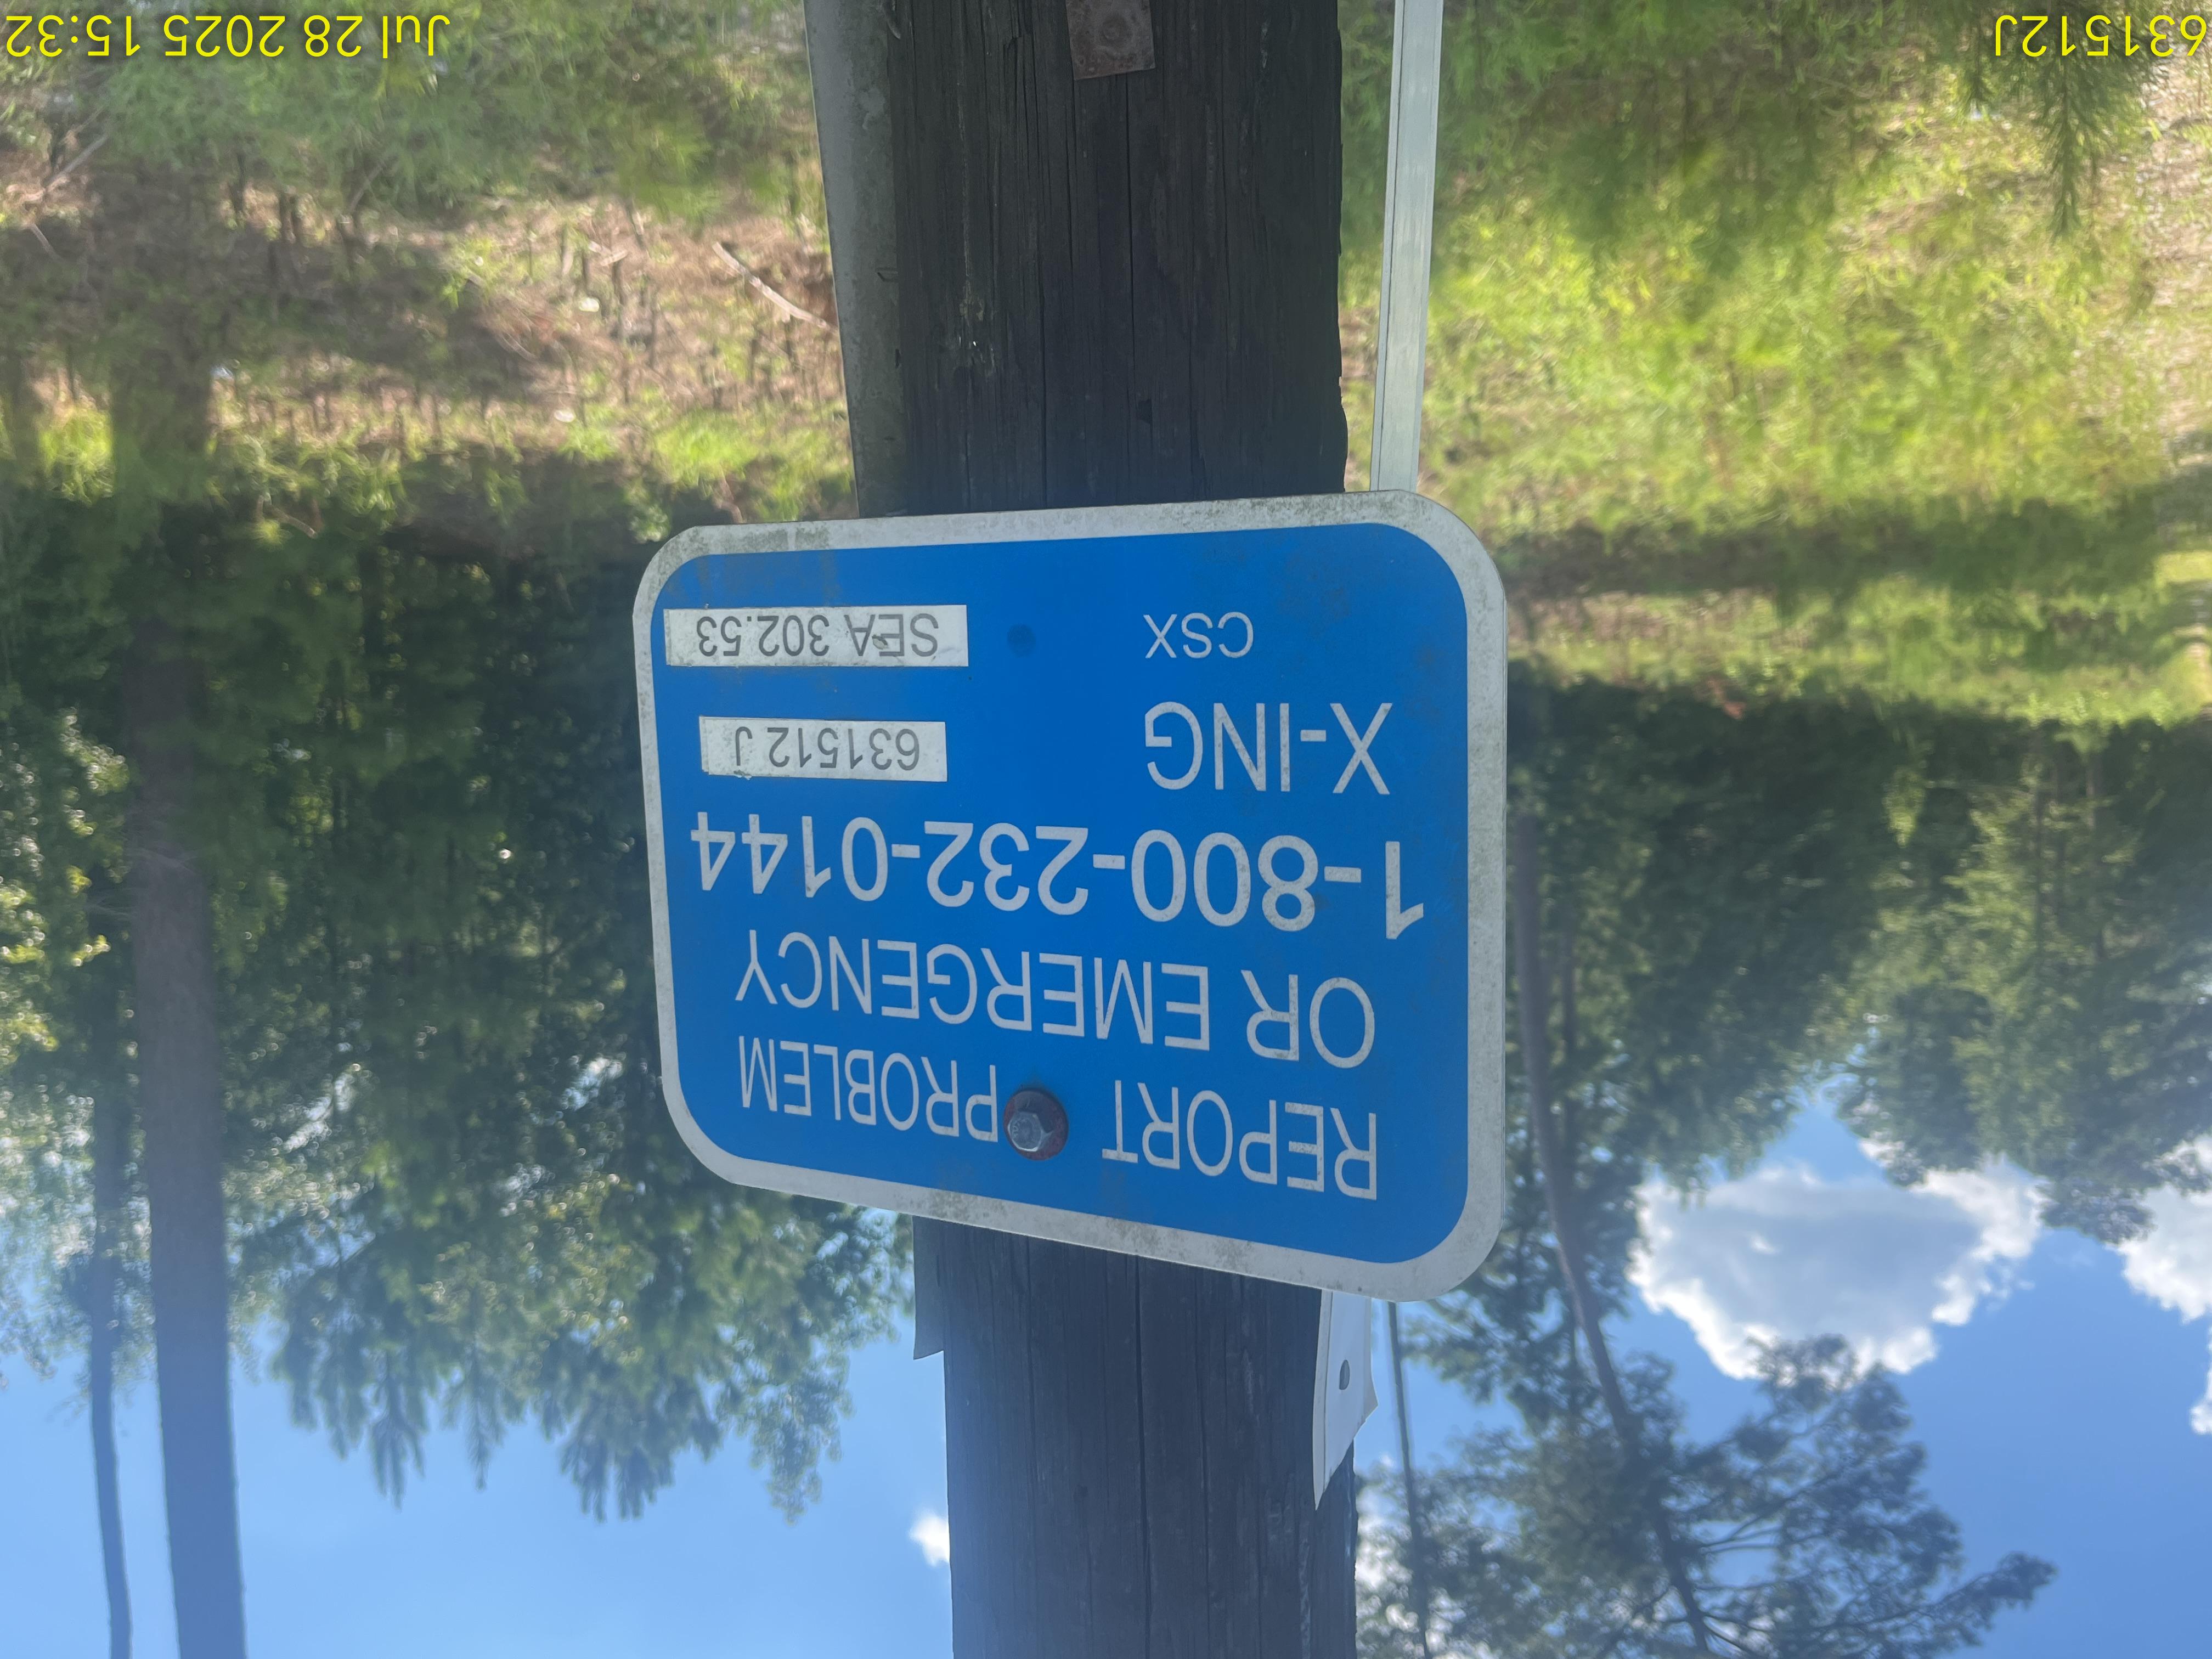 REPORT PROBLEM
OR EMERGENCY
1-800-232-0144
X-ING 631512 J
CSX SEA 302.53
631512J Jul 28 2025 15:32